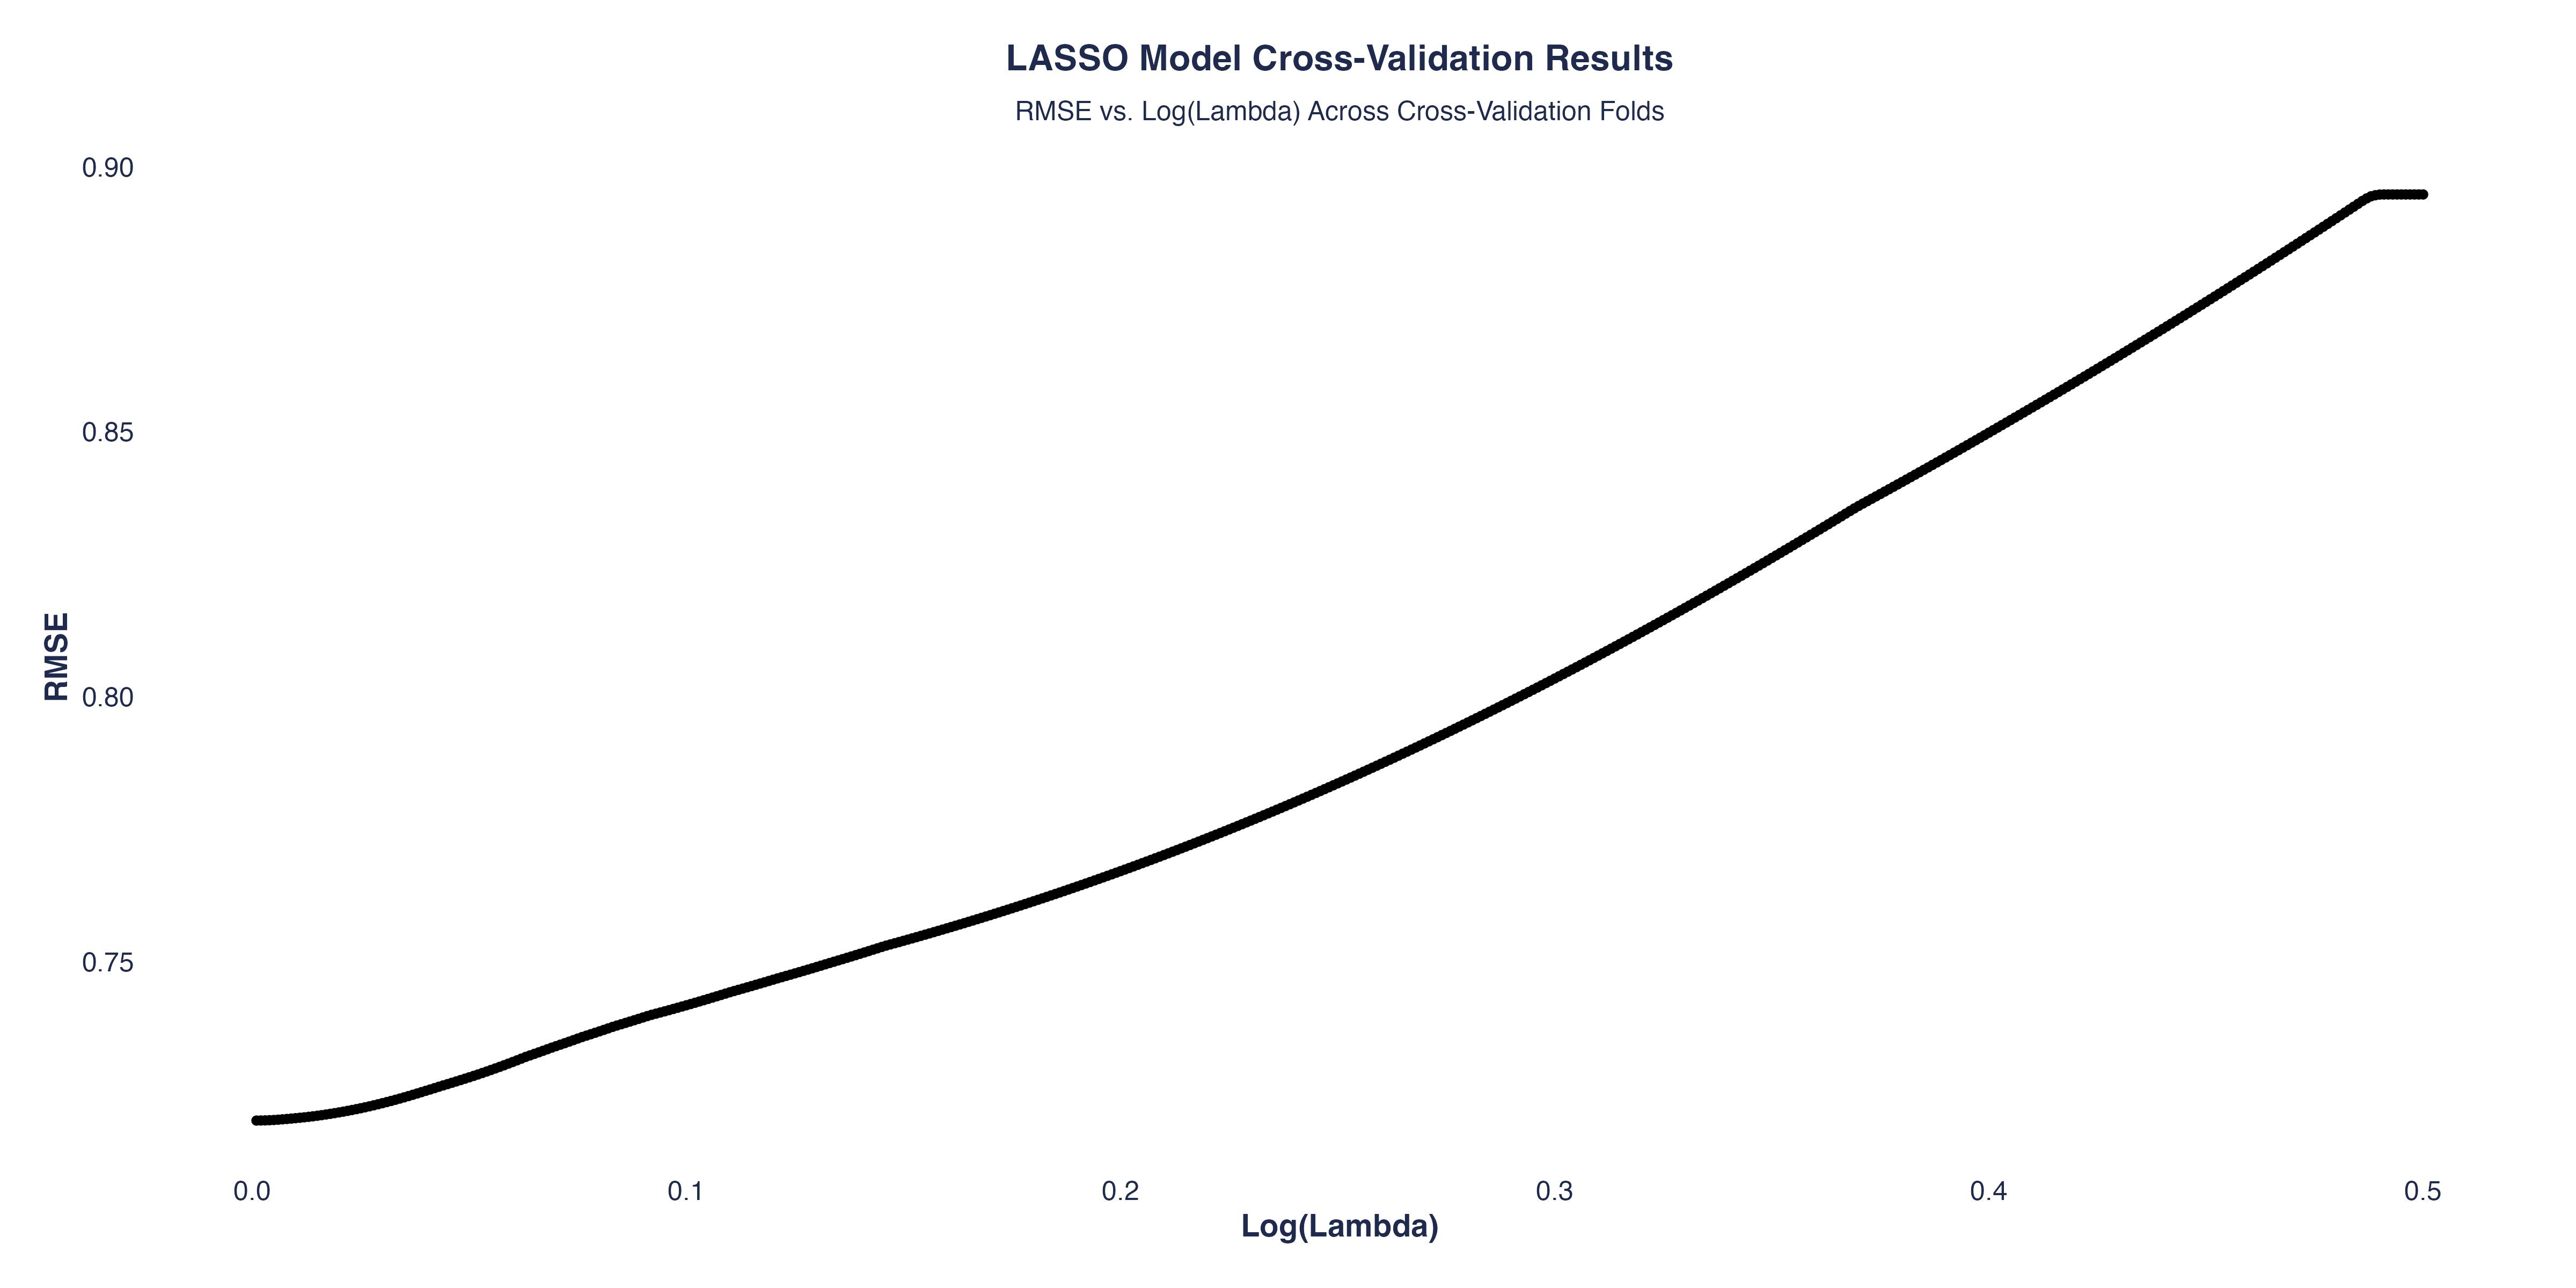 LASSO Model Cross-Validation Results
RMSE vs. Log(Lambda) Across Cross-Validation Folds
0.90
0.85
0.80
0.75
RMSE
0.0 0.1 0.2 0.3 0.4 0.5
Log(Lambda)